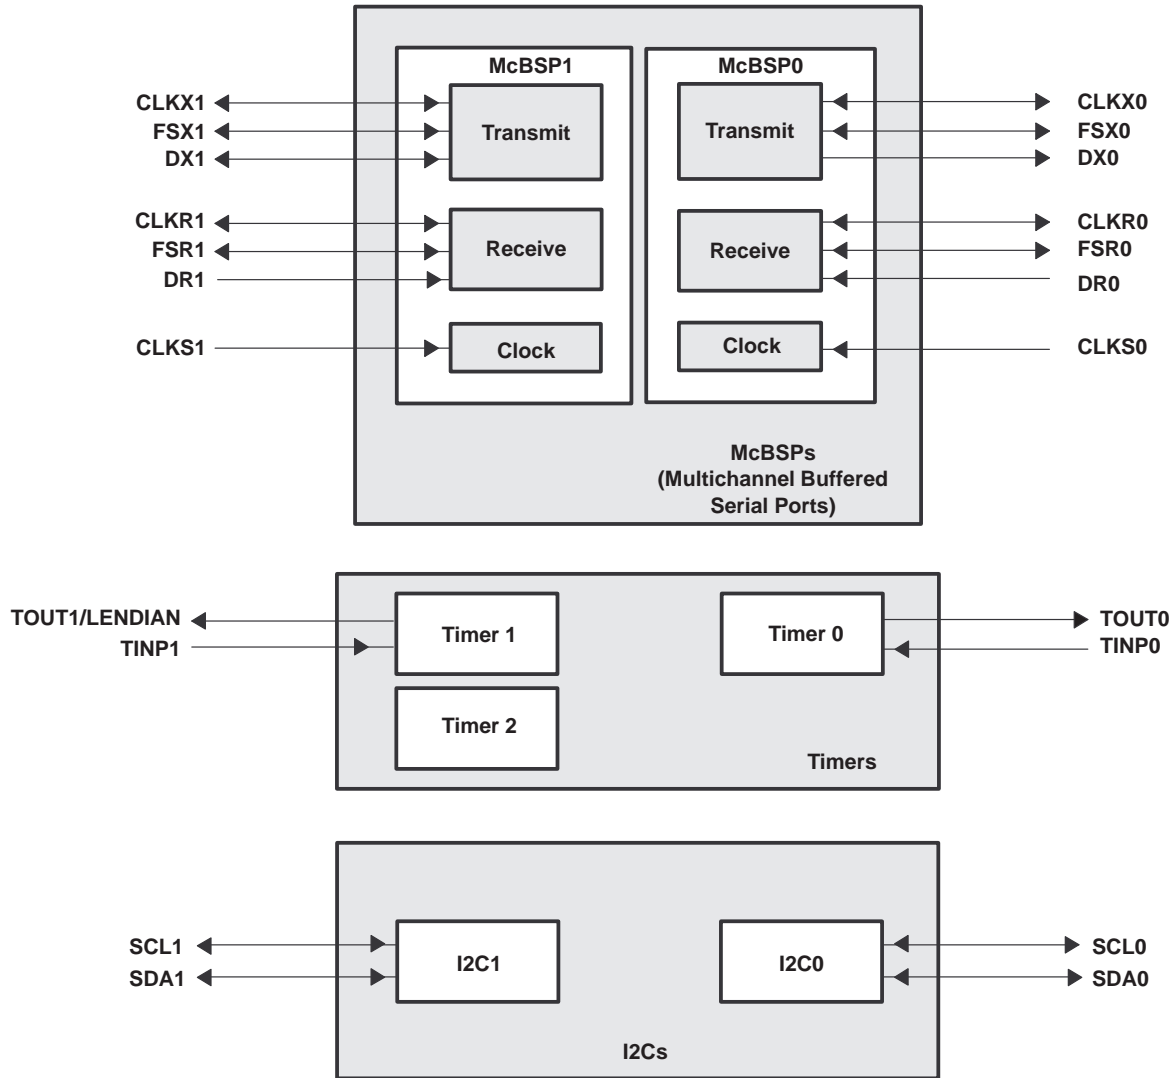 McBSP1
McBSP0
CLKX1
FSX1
DX1
Transmit
Transmit
CLKX0
FSX0
DX0
CLKR1
FSR1
DR1
Receive
Receive
CLKR0
FSR0
DR0
CLKS1
Clock
Clock
CLKS0
McBSPs
(Multichannel Buffered
Serial Ports)
TOUT1/LENDIAN
TINP1
Timer 1
Timer 0
TOUT0
TINP0
Timer 2
Timers
SCL1
SDA1
I2C1
I2C0
SCL0
SDA0
I2Cs